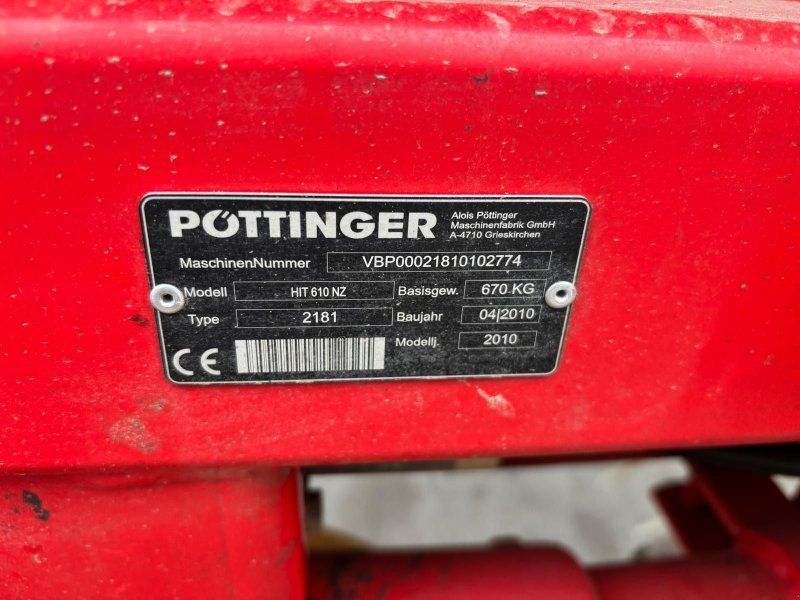 PÖTTINGER
Alois Pöttinger
Maschinenfabrik GmbH
A-4710 Grieskirchen
MaschinenNummer VBP00021810102774
Modell HIT 610 NZ Basisgew. 670 KG
Type 2181 Baujahr 04|2010
Modellj. 2010
CE